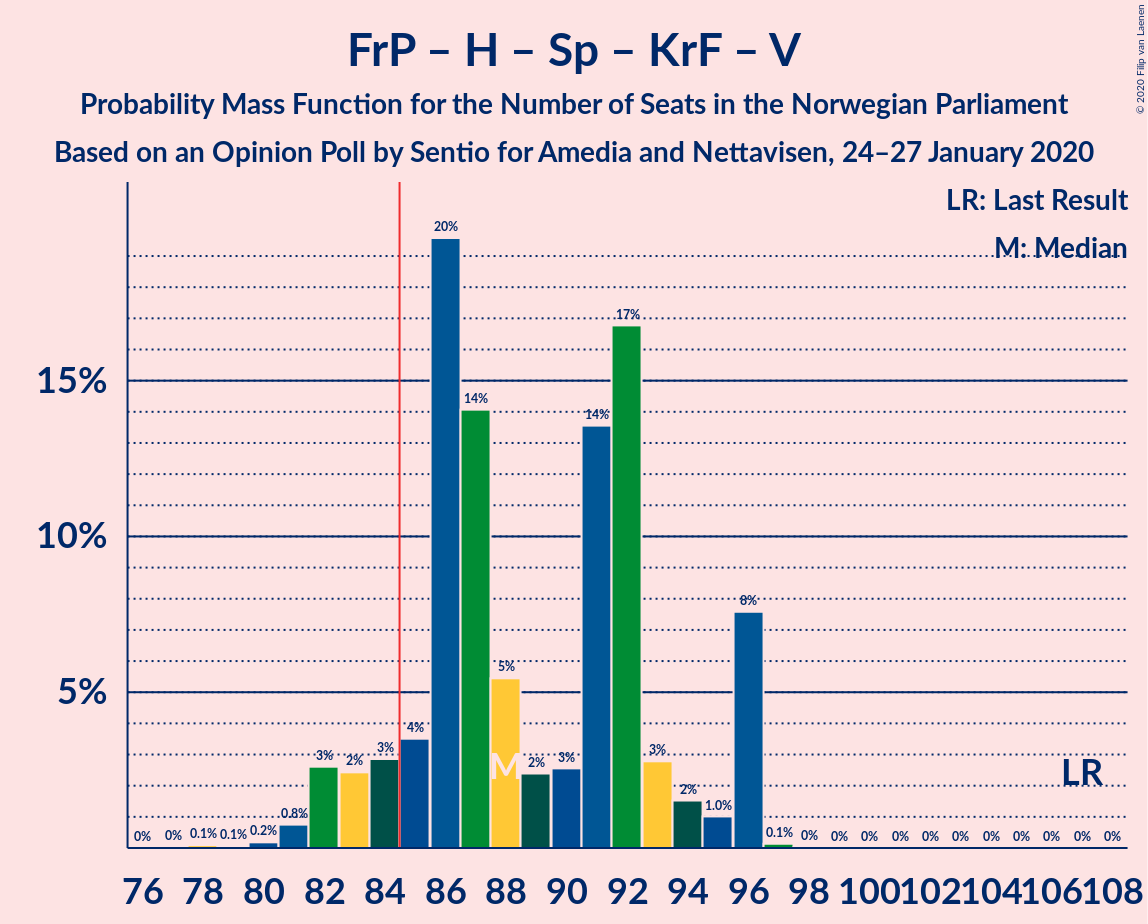 FrP – H – Sp – KrF – V
Probability Mass Function for the Number of Seats in the Norwegian Parliament
Based on an Opinion Poll by Sentio for Amedia and Nettavisen, 24–27 January 2020
© 2020 Filip van Laenen
LR: Last Result
M: Median
15%
10%
5%
0% 0% 0.1% 0.1% 0.2% 0.8% 3% 2% 3% 4% 20% 14% 5% 2% 3% 14% 17% 3% 2% 1.0% 8% 0.1% 0% 0% 0% 0% 0% 0% 0% 0% 0% 0% 0%
M
LR
76 78 80 82 84 86 88 90 92 94 96 98 100 102 104 106 108